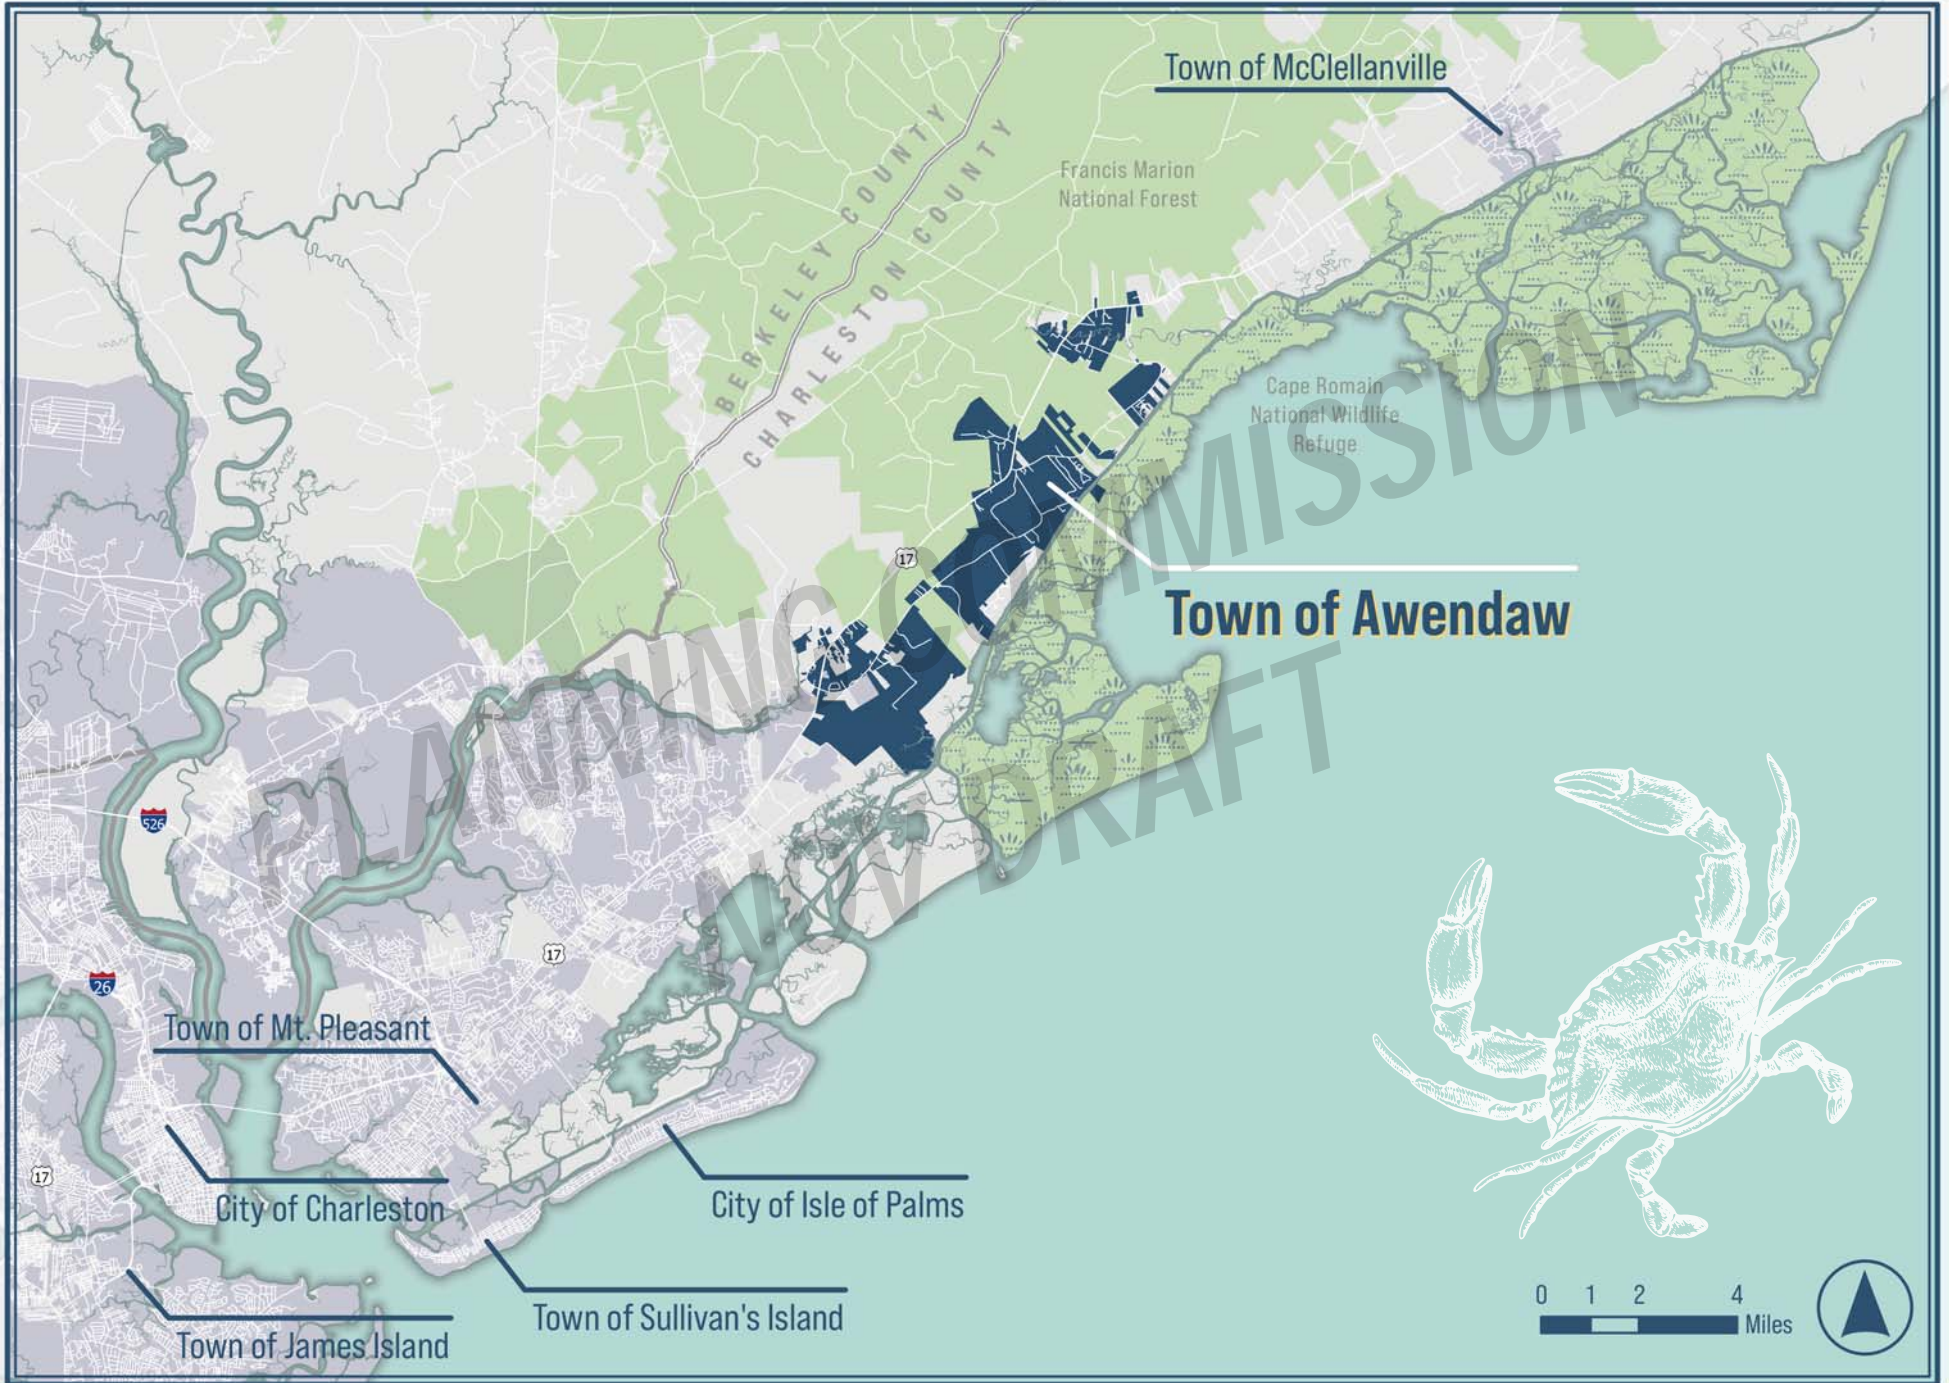 Town of McClellanville
Francis Marion
National Forest
BERKELEY COUNTY
CHARLESTON COUNTY
Cape Romain
National Wildlife
Refuge
17
Town of Awendaw
PLANNING COMMISSION
NOV DRAFT
526
17
26
Town of Mt. Pleasant
17
City of Charleston
City of Isle of Palms
Town of Sullivan's Island
Town of James Island
0 1 2 4
Miles